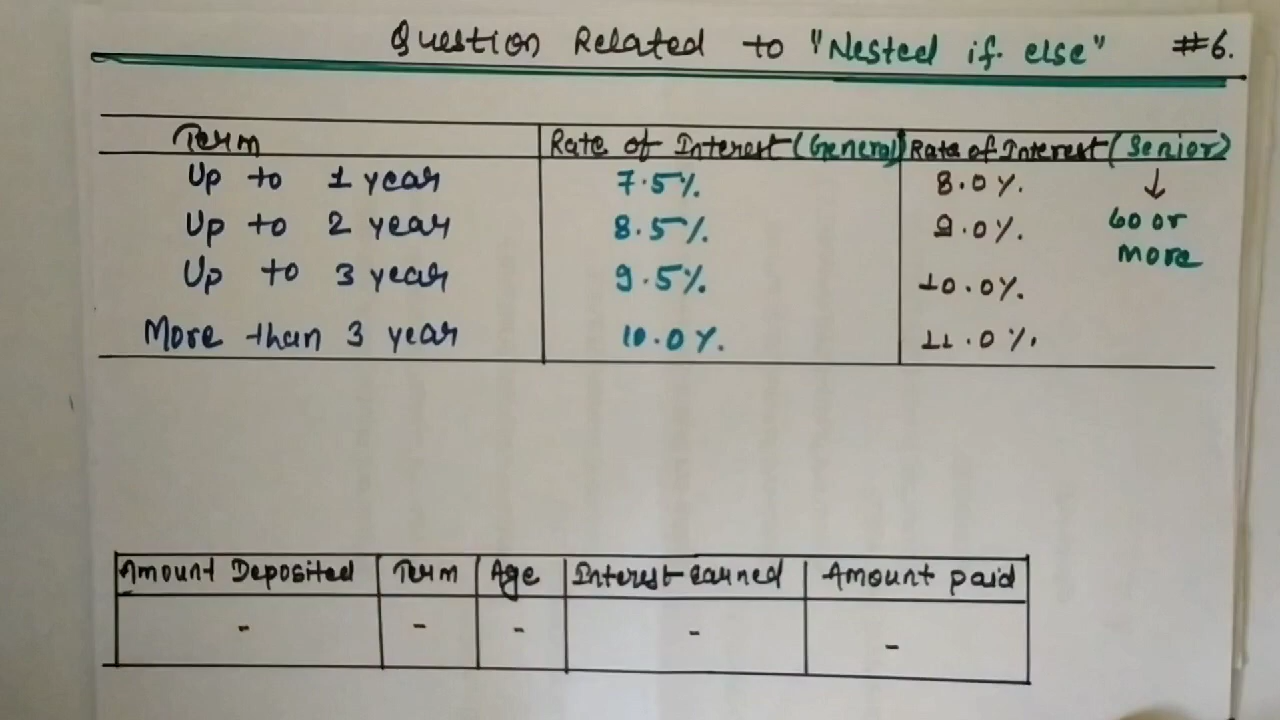 Question Related to "Nested if else" #6.
Term Rate of Interest (General) Rate of Interest (Senior)
Up to 1 year 7.5% 8.0%. ↓
Up to 2 year 8.5% 9.0%. 60 or
more
Up to 3 year 9.5% 10.0%.
More than 3 year 10.0%. 11.0%.
Amount Deposited Term Age Interest earned Amount paid
- - - - -